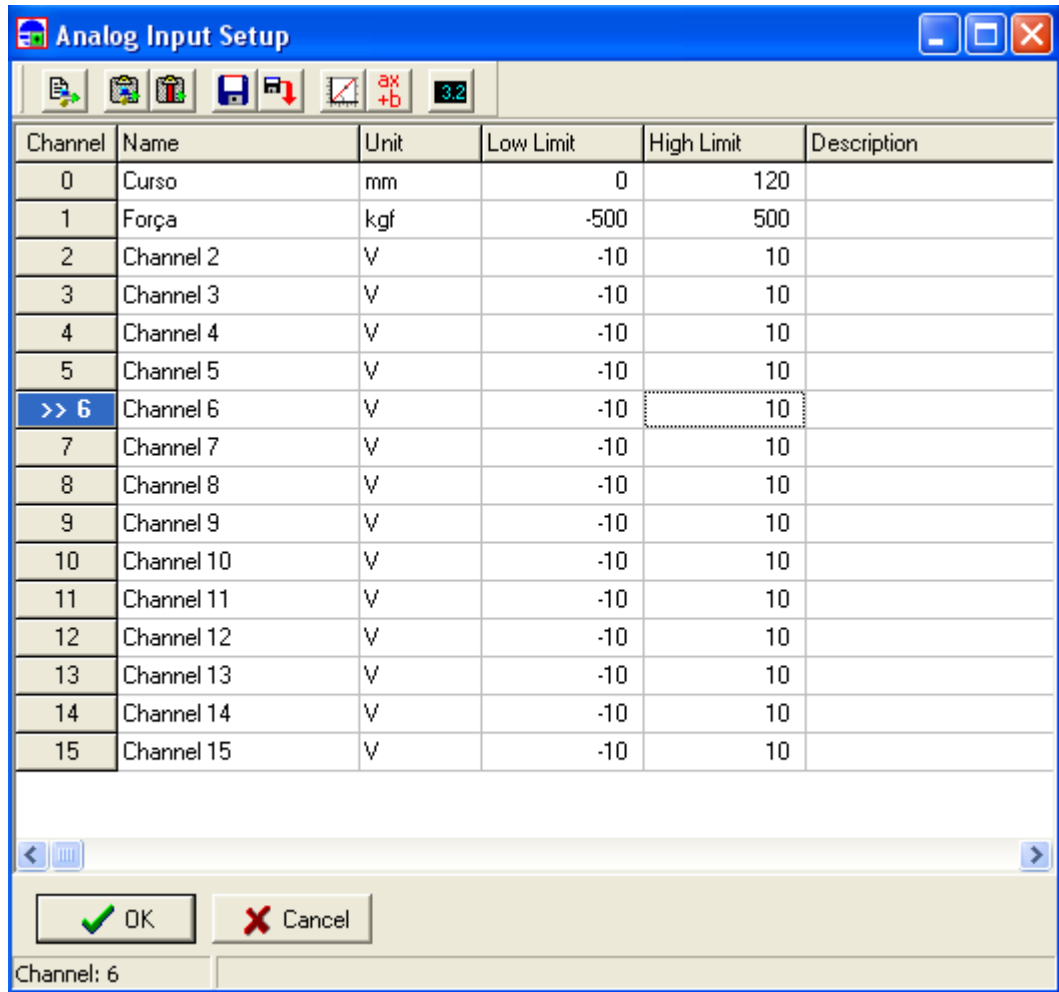 Analog Input Setup
ax
+b
3.2
Channel Name Unit Low Limit High Limit Description
0 Curso mm 0 120
1 Força kgf -500 500
2 Channel 2 V -10 10
3 Channel 3 V -10 10
4 Channel 4 V -10 10
5 Channel 5 V -10 10
>> 6 Channel 6 V -10 10
7 Channel 7 V -10 10
8 Channel 8 V -10 10
9 Channel 9 V -10 10
10 Channel 10 V -10 10
11 Channel 11 V -10 10
12 Channel 12 V -10 10
13 Channel 13 V -10 10
14 Channel 14 V -10 10
15 Channel 15 V -10 10
OK Cancel
Channel: 6